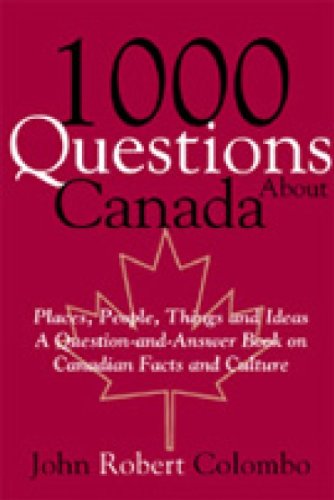 1000
Questions
About
Canada
Places, People, Things and Ideas
A Question-and-Answer Book on
Canadian Facts and Culture
John Robert Colombo